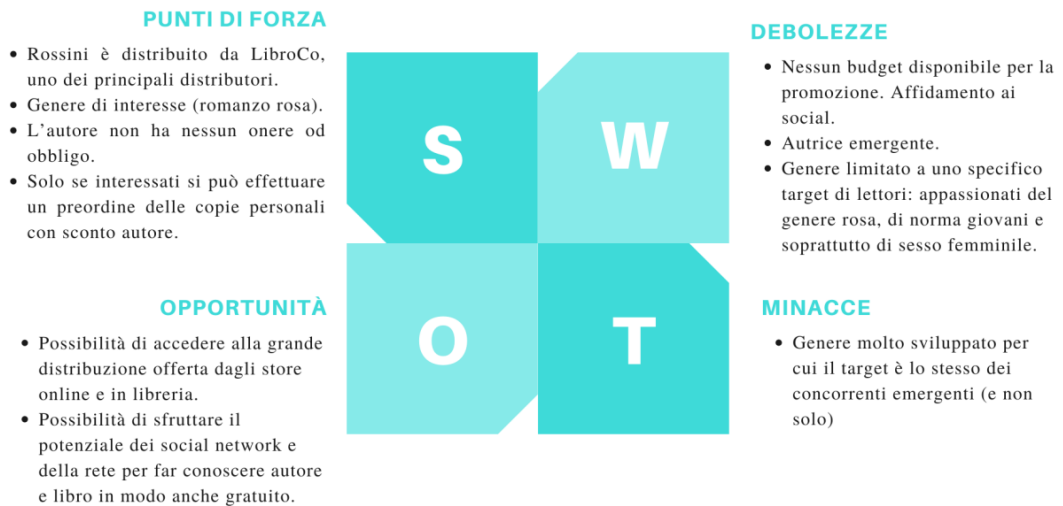 PUNTI DI FORZA
• Rossini è distribuito da LibroCo,
uno dei principali distributori.
• Genere di interesse (romanzo rosa).
• L'autore non ha nessun onere od
obbligo.
• Solo se interessati si può effettuare
un preordine delle copie personali
con sconto autore.
S
W
DEBOLEZZE
• Nessun budget disponibile per la
promozione. Affidamento ai
social.
• Autrice emergente.
• Genere limitato a uno specifico
target di lettori: appassionati del
genere rosa, di norma giovani e
soprattutto di sesso femminile.
OPPORTUNITÀ
• Possibilità di accedere alla grande
distribuzione offerta dagli store
online e in libreria.
• Possibilità di sfruttare il
potenziale dei social network e
della rete per far conoscere autore
e libro in modo anche gratuito.
O
T
MINACCE
• Genere molto sviluppato per
cui il target è lo stesso dei
concorrenti emergenti (e non
solo)